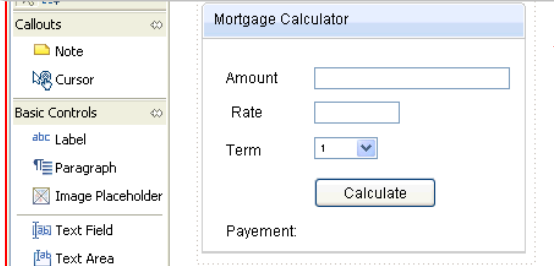 Callouts
Note
Cursor
Basic Controls
abc Label
Paragraph
Image Placeholder
Text Field
Text Area
Mortgage Calculator
Amount
Rate
Term
1
Calculate
Payement: